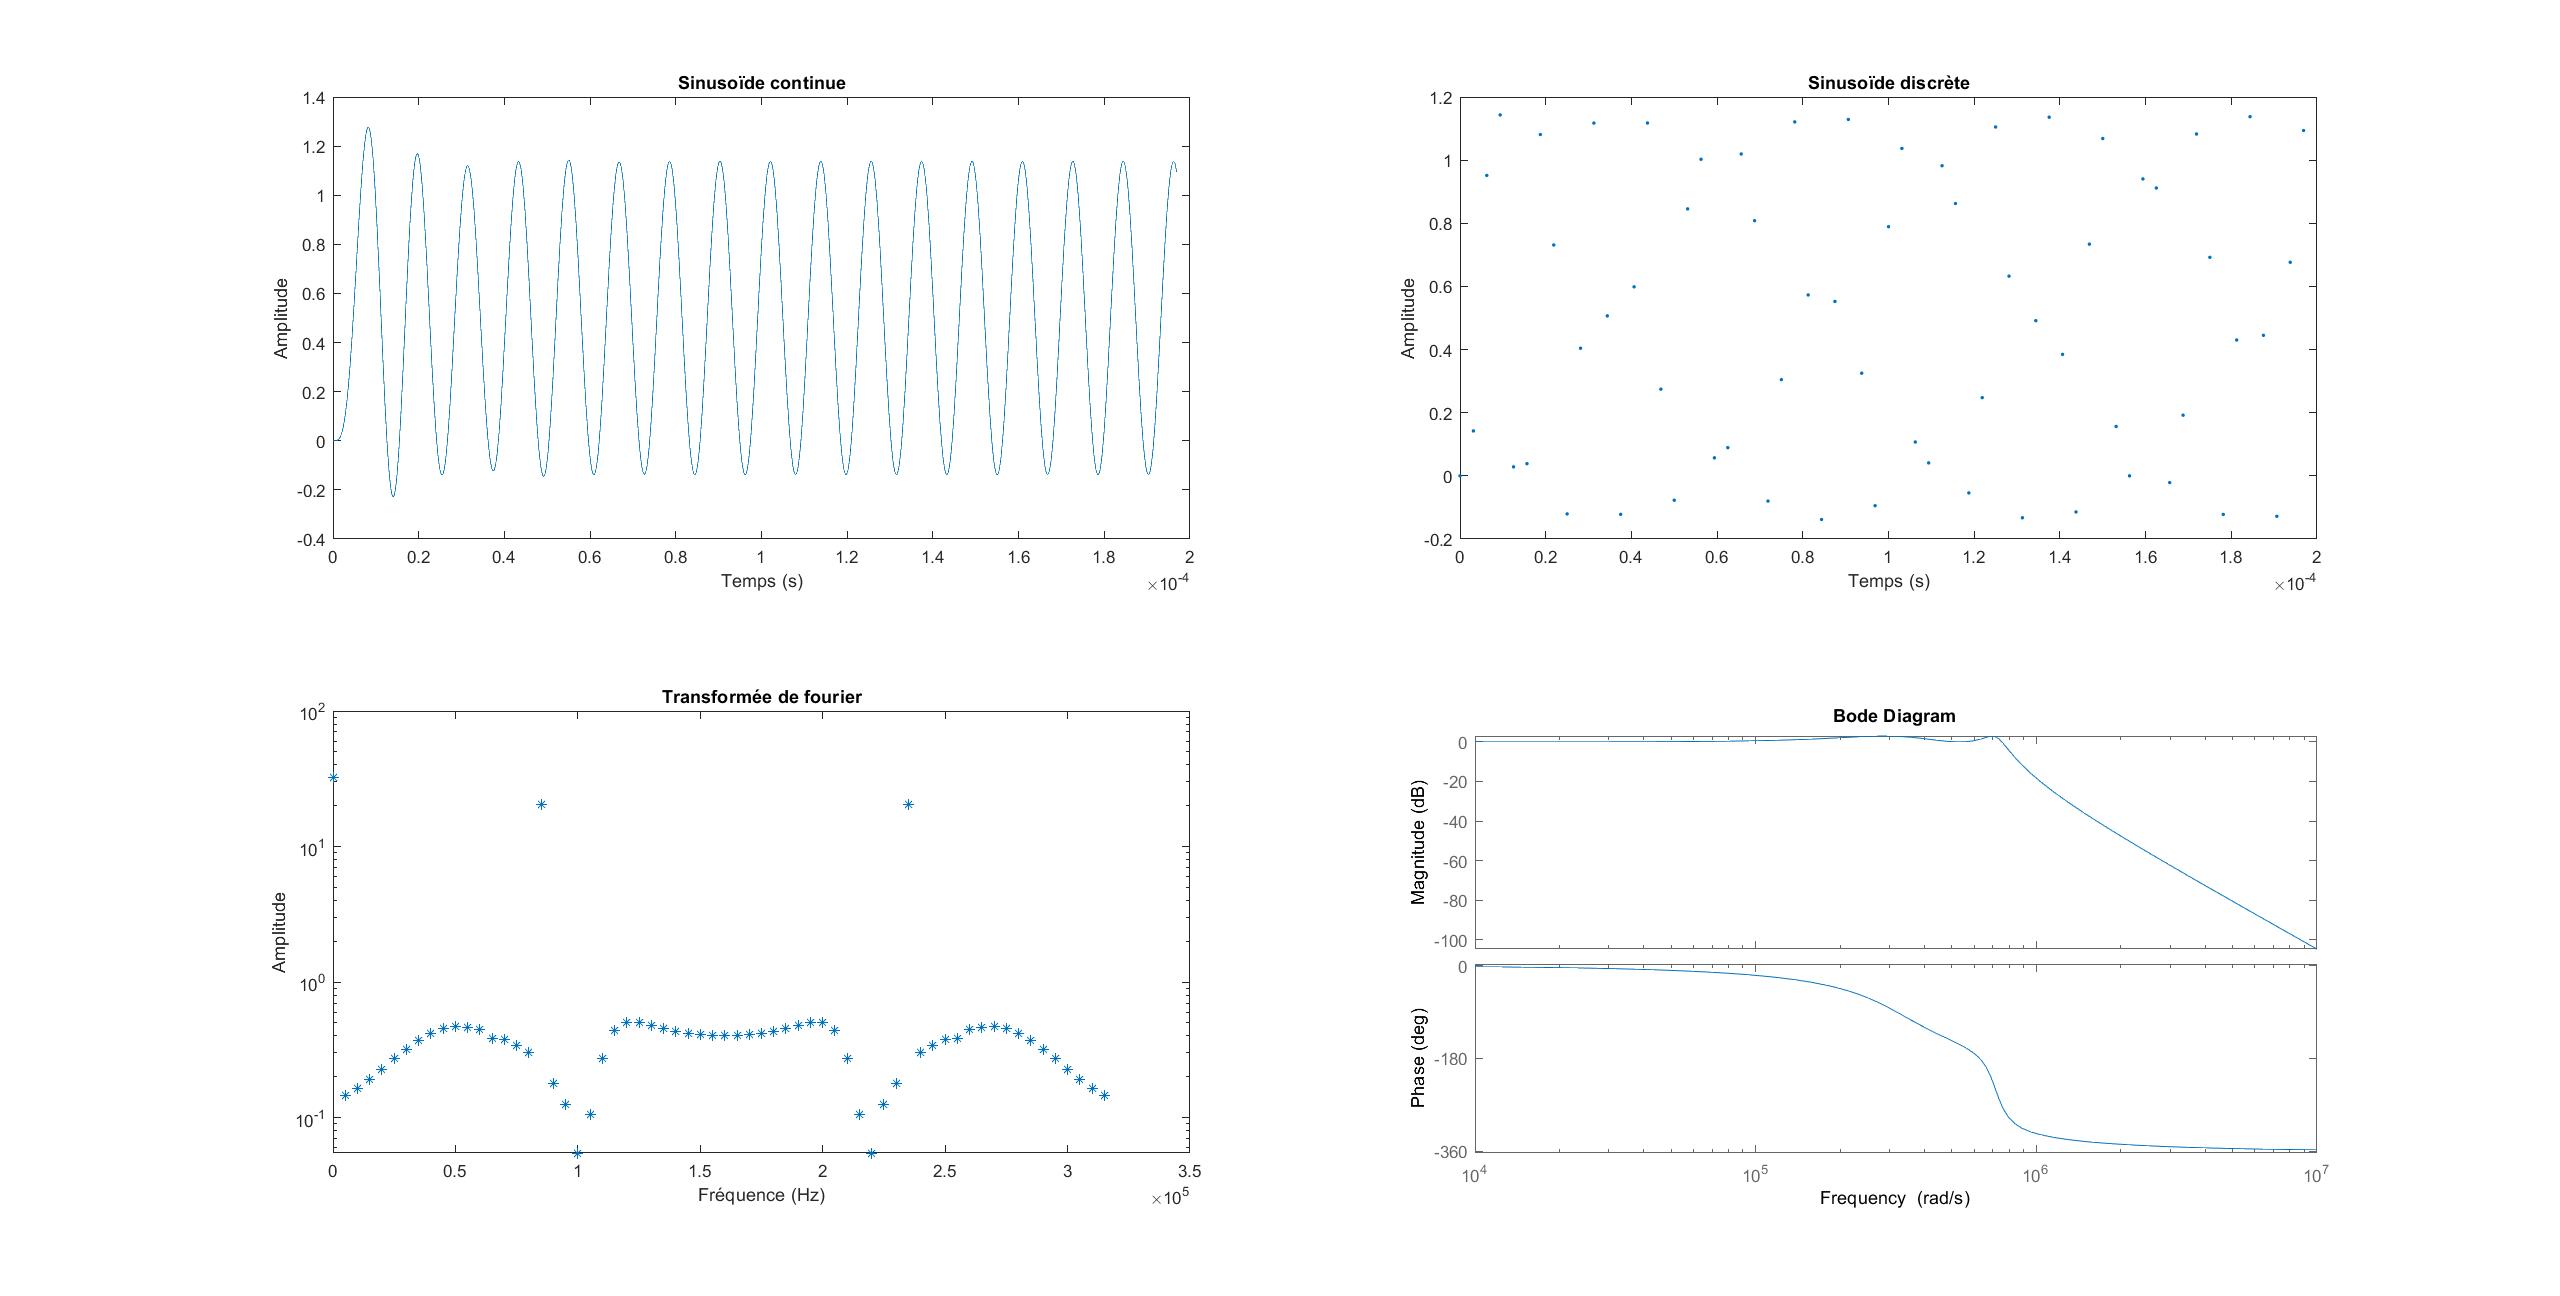 Sinusoïde continue
1.4
1.2
1
0.8
0.6
0.4
0.2
0
-0.2
-0.4
Amplitude
0 0.2 0.4 0.6 0.8 1 1.2 1.4 1.6 1.8 2
Temps (s)
×10-4
Sinusoïde discrète
1.2
1
0.8
0.6
0.4
0.2
0
-0.2
Amplitude
0 0.2 0.4 0.6 0.8 1 1.2 1.4 1.6 1.8 2
Temps (s)
×10-4
Transformée de fourier
10^2
10^1
10^0
10^-1
Amplitude
0 0.5 1 1.5 2 2.5 3 3.5
Fréquence (Hz)
×10^5
Bode Diagram
0
-20
-40
-60
-80
-100
Magnitude (dB)
0
-180
-360
Phase (deg)
10^4 10^5 10^6 10^7
Frequency (rad/s)